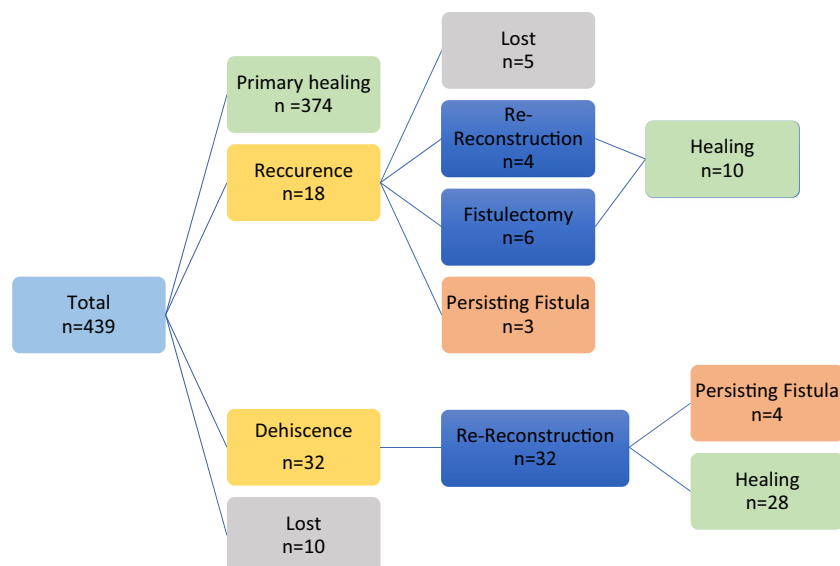 Total
n=439
Primary healing
n =374
Reccurence
n=18
Dehiscence
n=32
Lost
n=10
Lost
n=5
Re-
Reconstruction
n=4
Fistulectomy
n=6
Persisting Fistula
n=3
Healing
n=10
Re-Reconstruction
n=32
Persisting Fistula
n=4
Healing
n=28